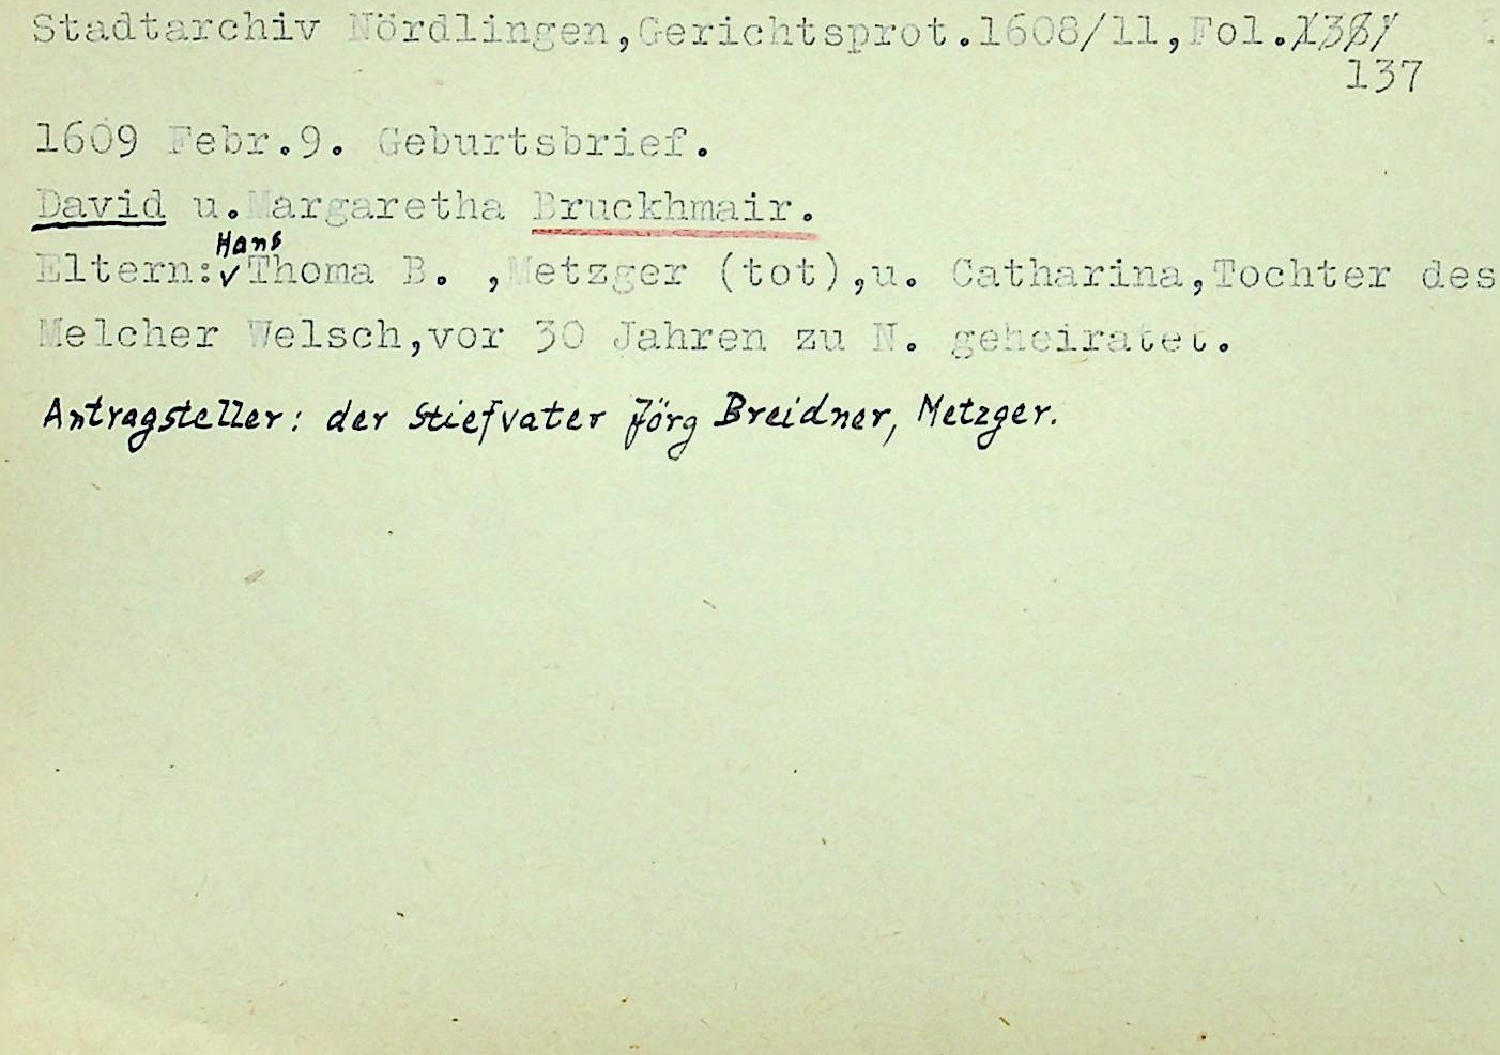 Stadtarchiv Nördlingen,Gerichtsprot.1608/11,Fol.
137
1609 Febr.9. Geburtsbrief.
David u.Margaretha Bruckhmair.
Hans
Eltern:Thoma B. ,Metzger (tot),u. Catharina,Tochter des
Melcher Welsch,vor 30 Jahren zu N. geheiratet.
Antragsteller: der Stiefvater Jörg Breidner, Metzger.